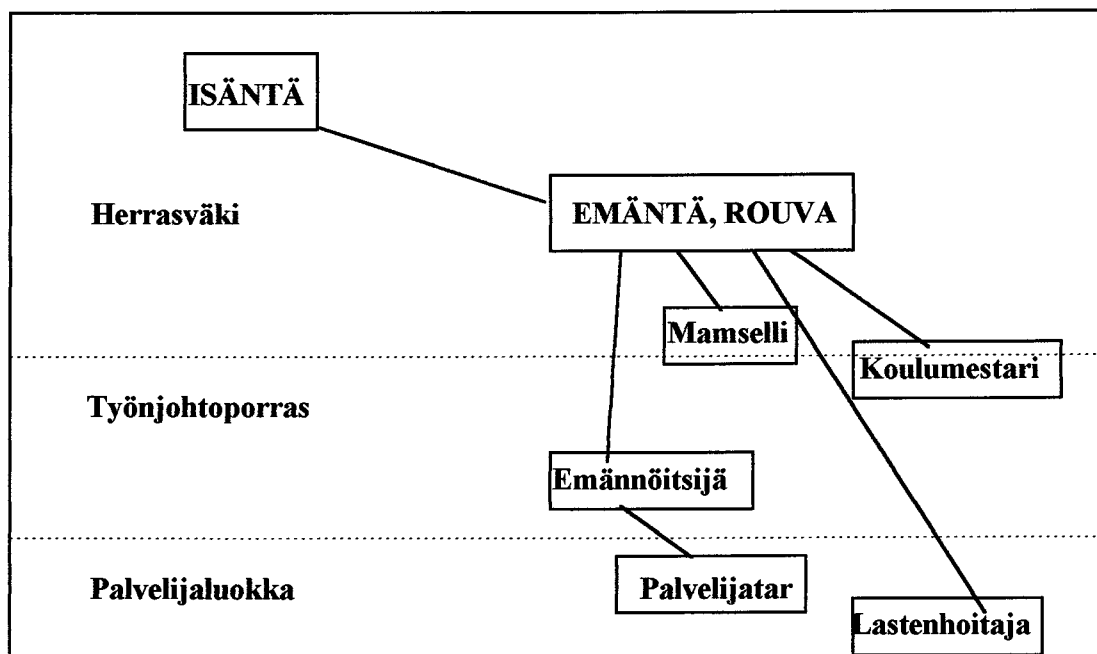 ISÄNTÄ
Herrasväki
EMÄNTÄ, ROUVA
Mamselli
Koulumestari
Työnjohtoporras
Emännöitsijä
Palvelijaluokka
Palvelijatar
Lastenhoitaja